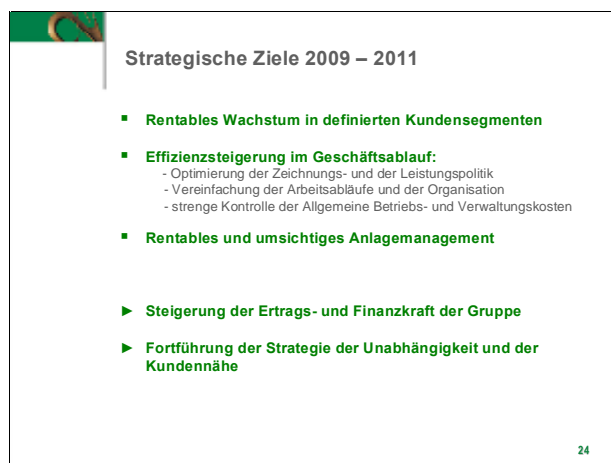 Strategische Ziele 2009 – 2011
▪ Rentables Wachstum in definierten Kundensegmenten
▪ Effizienzsteigerung im Geschäftsablauf:
- Optimierung der Zeichnungs- und der Leistungspolitik
- Vereinfachung der Arbeitsabläufe und der Organisation
- strenge Kontrolle der Allgemeine Betriebs- und Verwaltungskosten
▪ Rentables und umsichtiges Anlagemanagement
► Steigerung der Ertrags- und Finanzkraft der Gruppe
► Fortführung der Strategie der Unabhängigkeit und der
Kundennähe
24